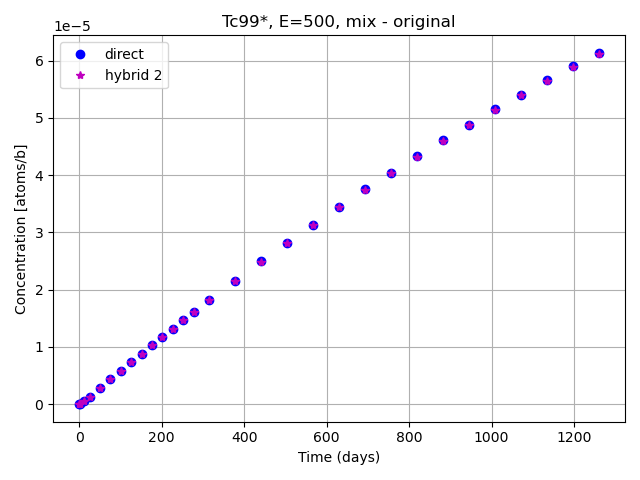 Tc99*, E=500, mix - original
1e−5
direct
hybrid 2
6
5
4
3
2
1
0
Concentration [atoms/b]
0 200 400 600 800 1000 1200
Time (days)